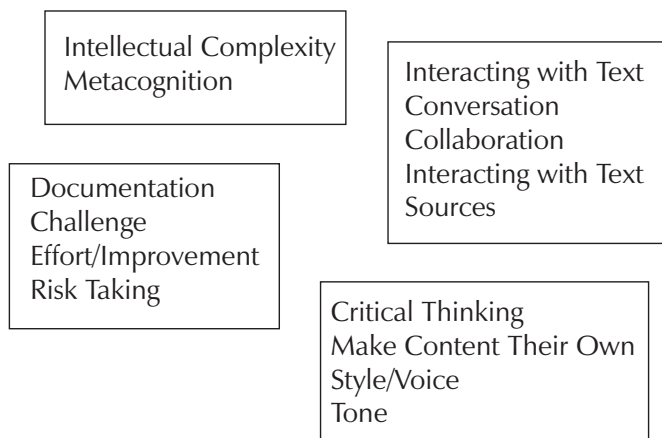 Intellectual Complexity
Metacognition
Interacting with Text
Conversation
Collaboration
Interacting with Text
Sources
Documentation
Challenge
Effort/Improvement
Risk Taking
Critical Thinking
Make Content Their Own
Style/Voice
Tone